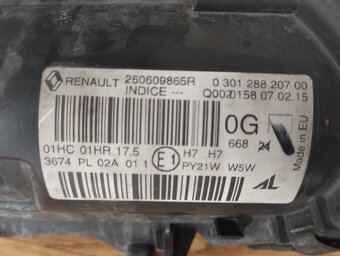 RENAULT 260609865R 0 301 288 207 00
INDICE --- Q0020158 07.02.15
0G
668 24
01HC 01HR 17,5 H7 H7
3674 PL 02A 01 1 E1 PY21W W5W
AL
Made in EU